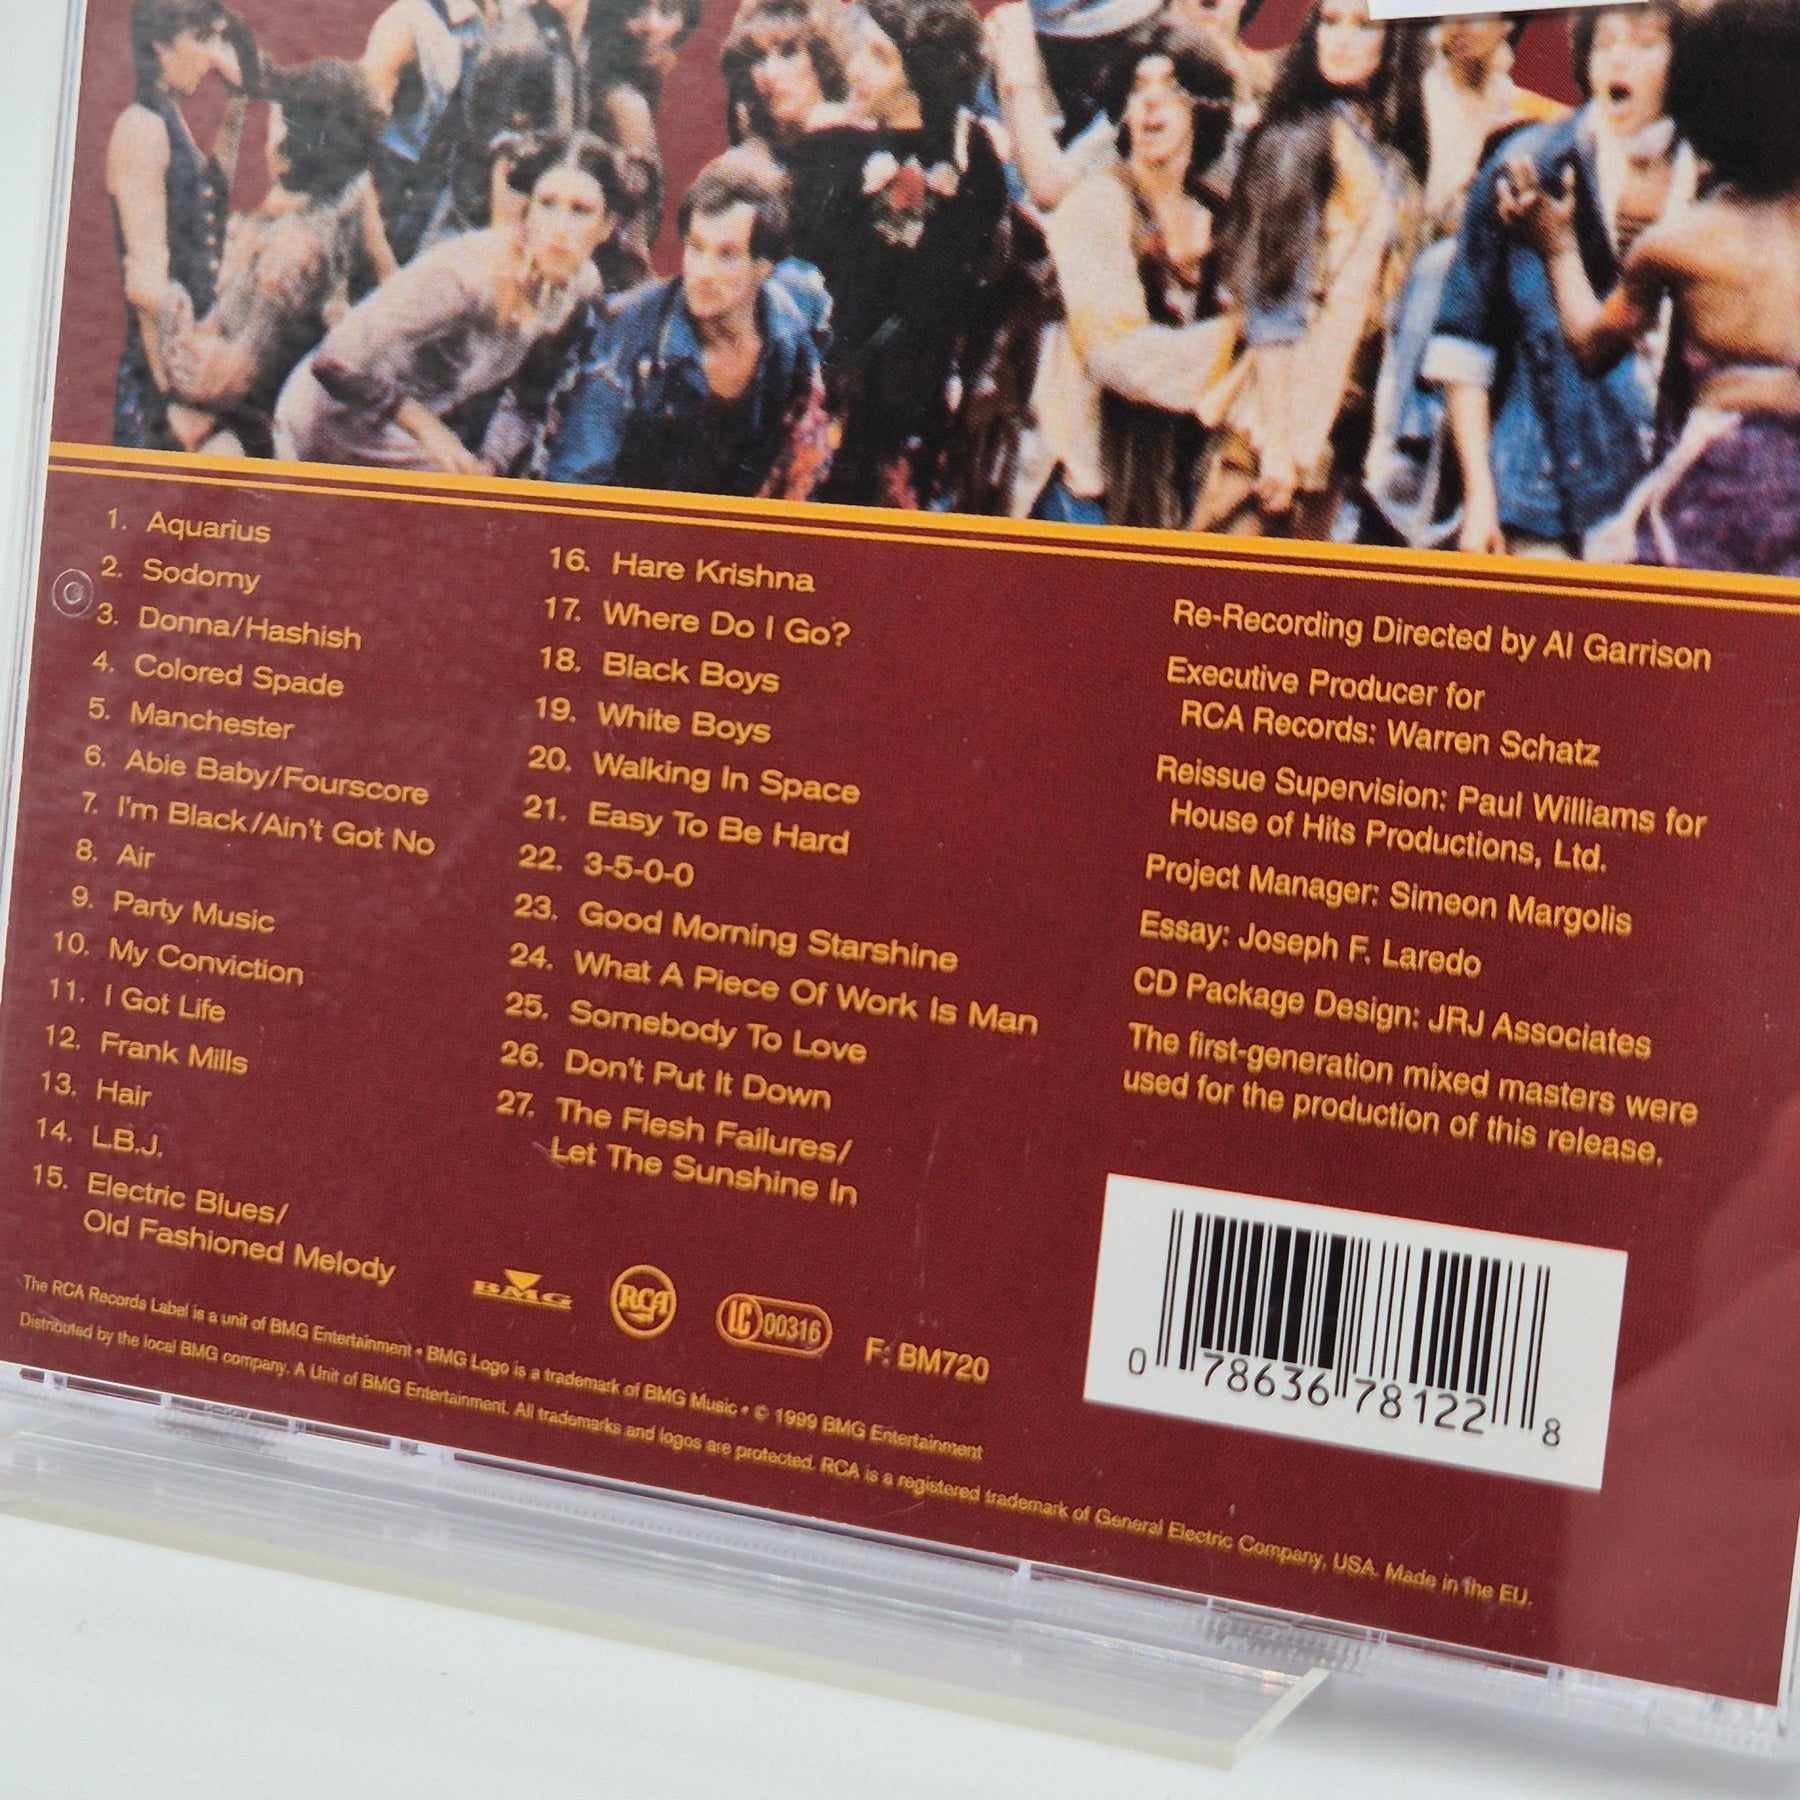 1. Aquarius
2. Sodomy
3. Donna/Hashish
4. Colored Spade
5. Manchester
6. Abie Baby/Fourscore
7. I'm Black/Ain't Got No
8. Air
9. Party Music
10. My Conviction
11. I Got Life
12. Frank Mills
13. Hair
14. L.B.J.
15. Electric Blues/
Old Fashioned Melody
16. Hare Krishna
17. Where Do I Go?
18. Black Boys
19. White Boys
20. Walking In Space
21. Easy To Be Hard
22. 3-5-0-0
23. Good Morning Starshine
24. What A Piece Of Work Is Man
25. Somebody To Love
26. Don't Put It Down
27. The Flesh Failures/
Let The Sunshine In
Re-Recording Directed by Al Garrison
Executive Producer for
RCA Records: Warren Schatz
Reissue Supervision: Paul Williams for
House of Hits Productions, Ltd.
Project Manager: Simeon Margolis
Essay: Joseph F. Laredo
CD Package Design: JRJ Associates
The first-generation mixed masters were
used for the production of this release.
BMG
RCA
LC 00316
F: BM720
0 78636 78122 8
The RCA Records Label is a unit of BMG Entertainment • BMG Logo is a trademark of BMG Music • © 1999 BMG Entertainment
Distributed by the local BMG company. A Unit of BMG Entertainment. All trademarks and logos are protected. RCA is a registered trademark of General Electric Company, USA. Made in the EU.